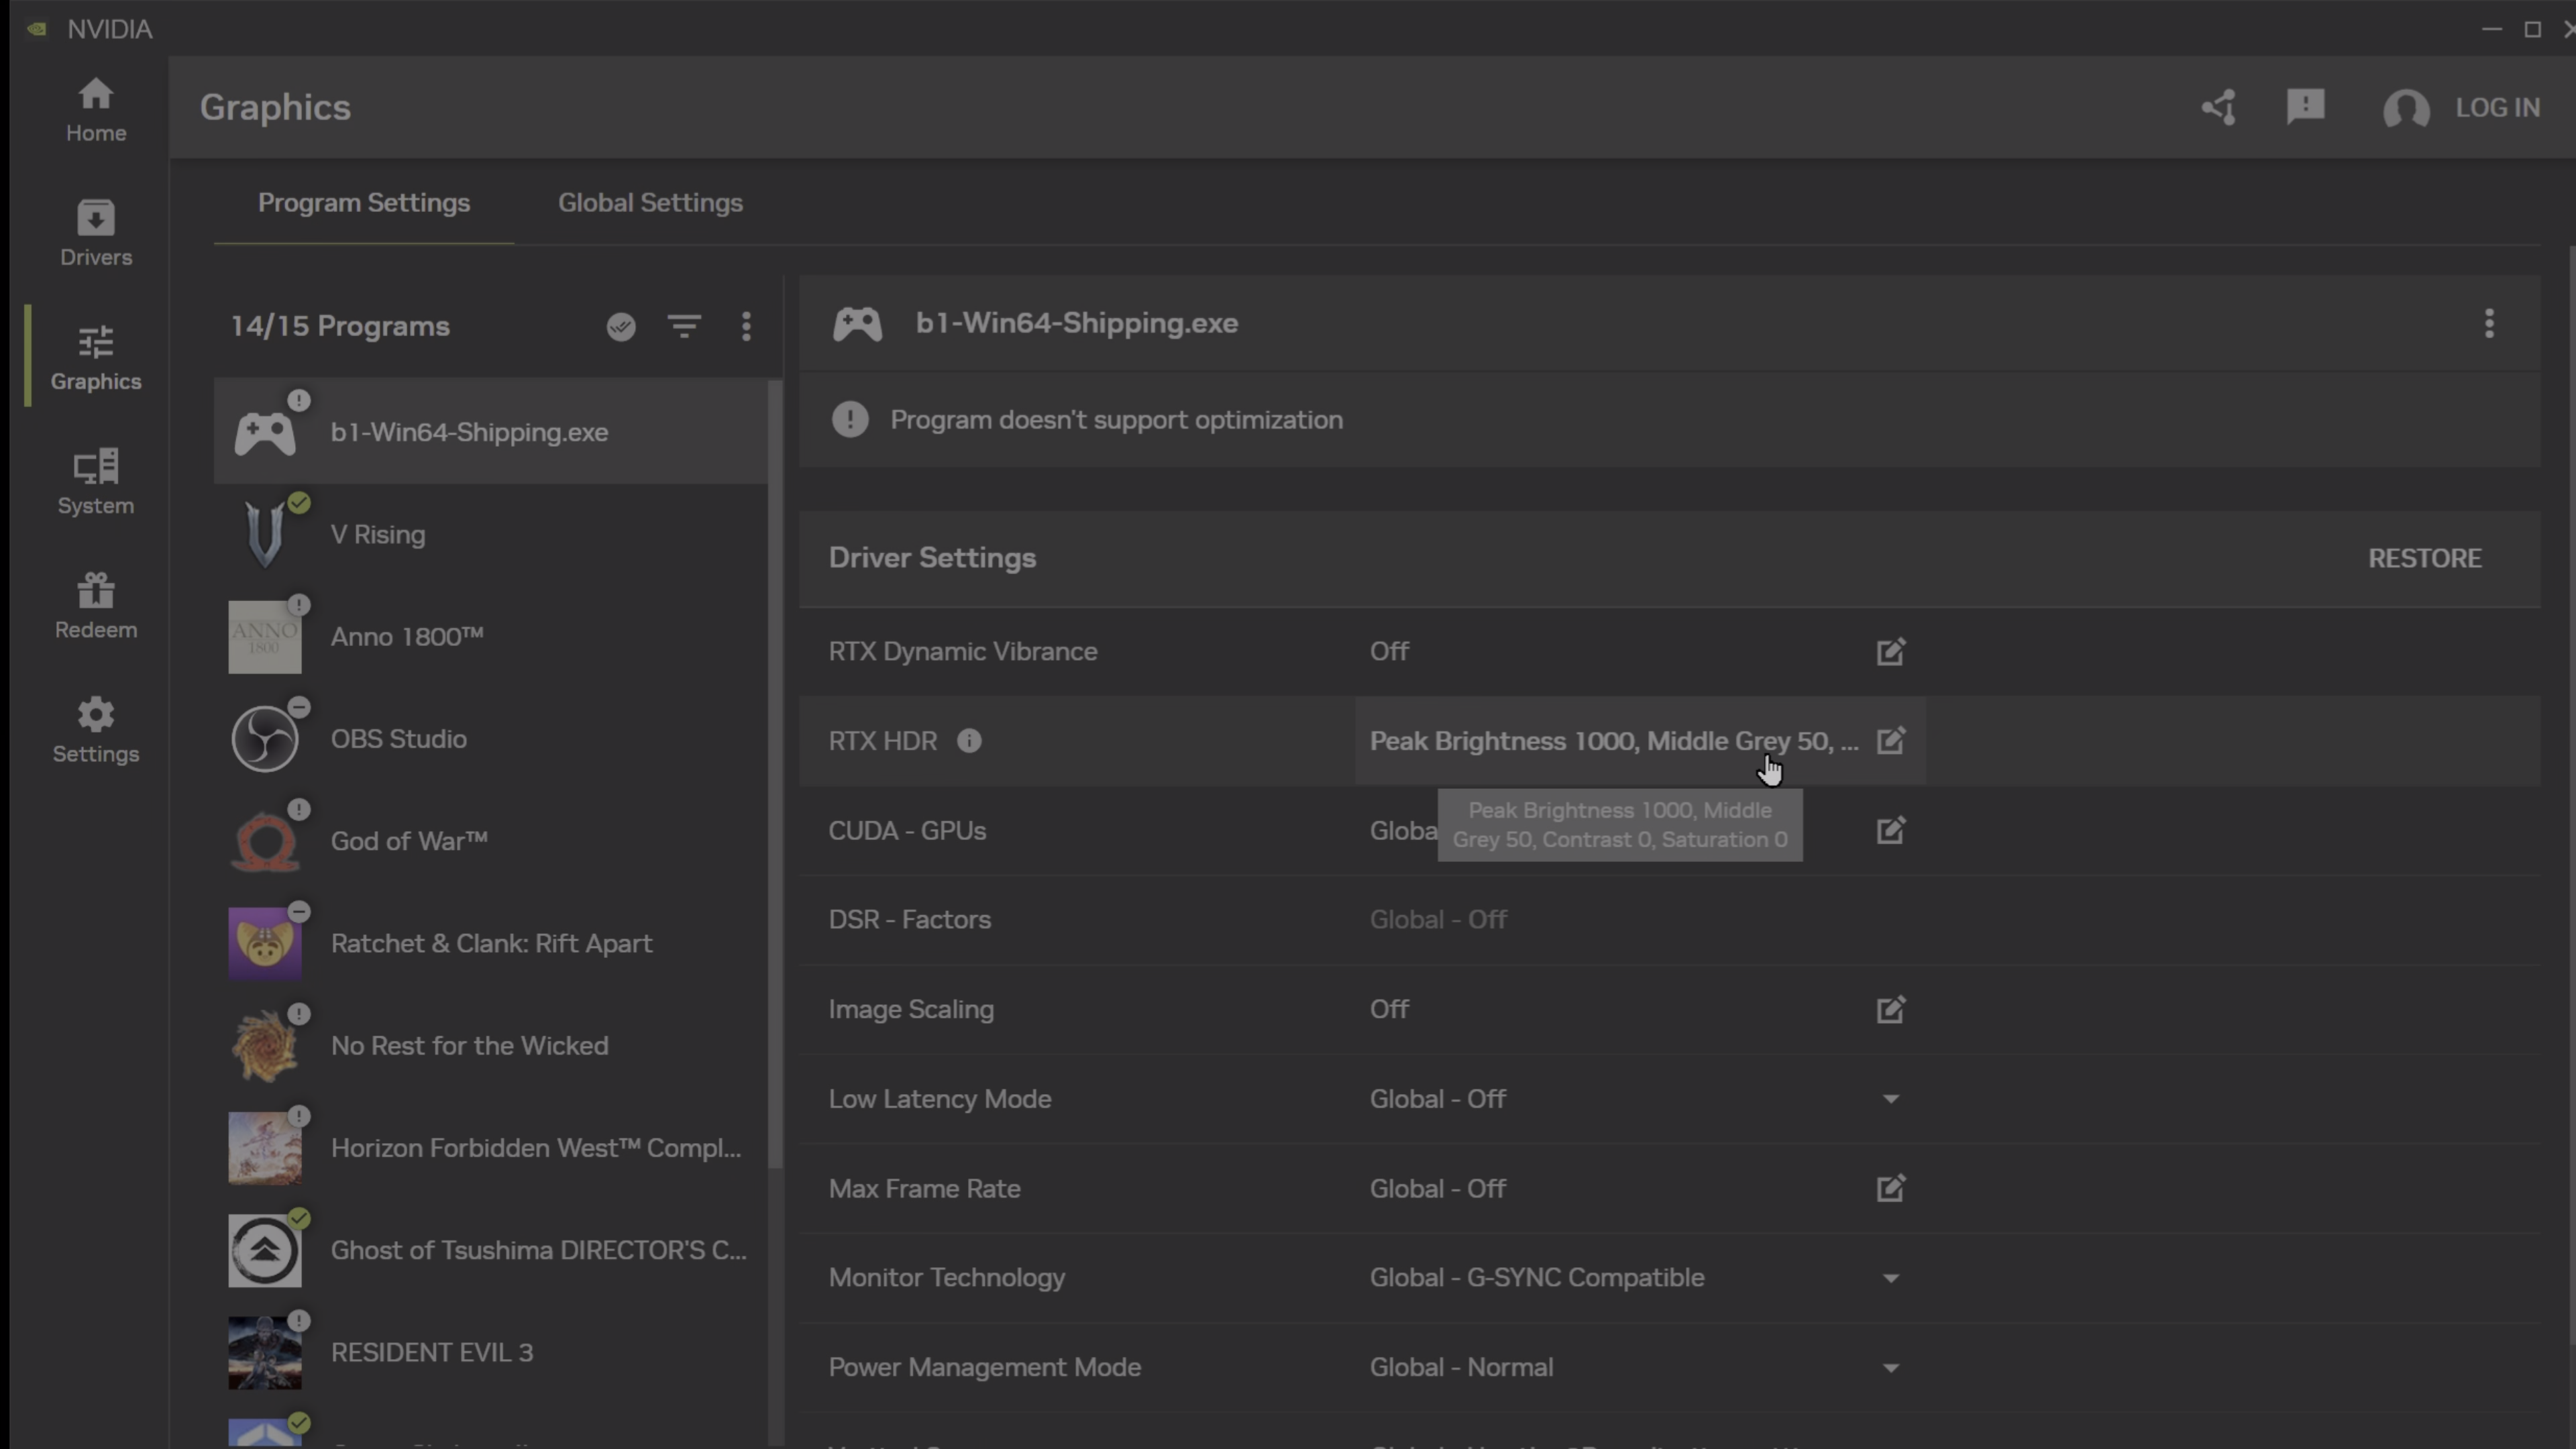 NVIDIA
Home
Drivers
Graphics
System
Redeem
Settings
Graphics
LOG IN
Program Settings
Global Settings
14/15 Programs
b1-Win64-Shipping.exe
V Rising
ANNO
1800
Anno 1800™
OBS Studio
God of War™
Ratchet & Clank: Rift Apart
No Rest for the Wicked
Horizon Forbidden West™ Compl...
Ghost of Tsushima DIRECTOR'S C...
RESIDENT EVIL 3
b1-Win64-Shipping.exe
Program doesn't support optimization
Driver Settings
RESTORE
RTX Dynamic Vibrance
Off
RTX HDR
Peak Brightness 1000, Middle Grey 50, ...
Peak Brightness 1000, Middle
Grey 50, Contrast 0, Saturation 0
CUDA - GPUs
DSR - Factors
Global - Off
Image Scaling
Off
Low Latency Mode
Global - Off
Max Frame Rate
Global - Off
Monitor Technology
Global - G-SYNC Compatible
Power Management Mode
Global - Normal